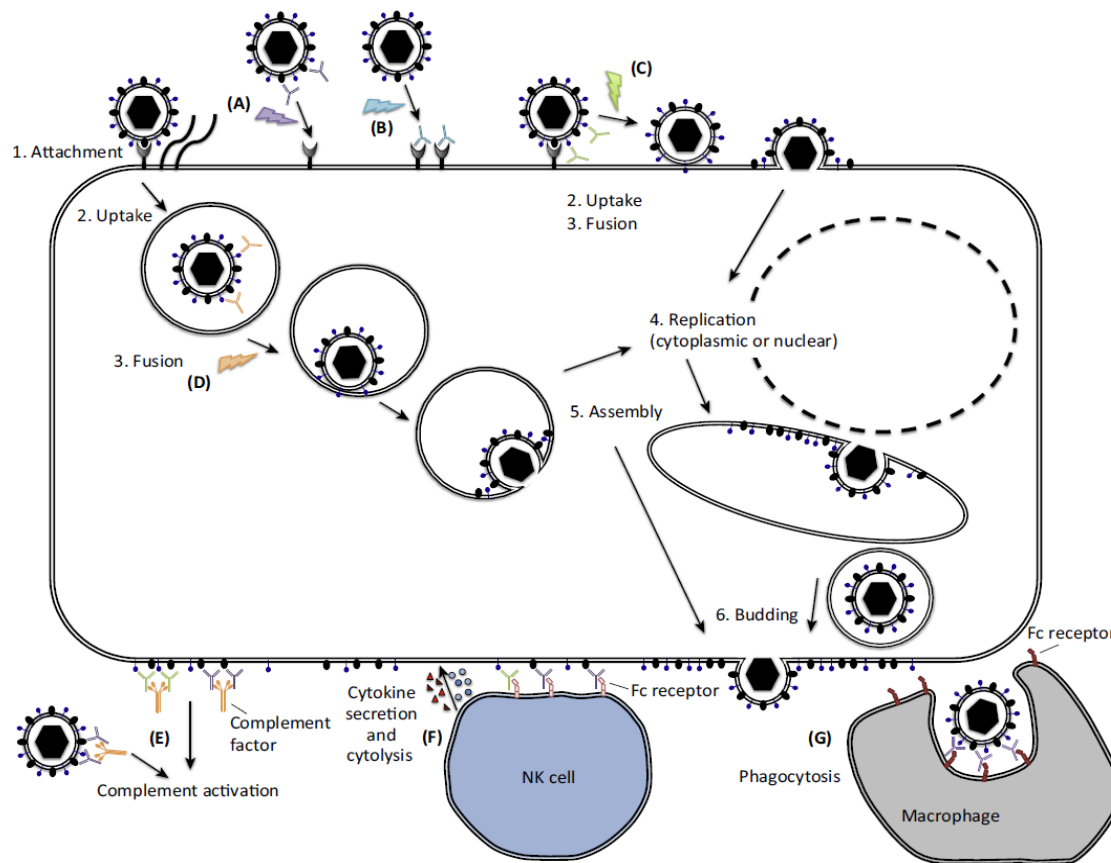 (A)
(B)
(C)
1. Attachment
2. Uptake
2. Uptake
3. Fusion
3. Fusion
(D)
4. Replication
(cytoplasmic or nuclear)
5. Assembly
6. Budding
Fc receptor
Cytokine
secretion
and
cytolysis
(F)
Fc receptor
Complement
factor
(E)
Complement activation
NK cell
(G)
Phagocytosis
Macrophage